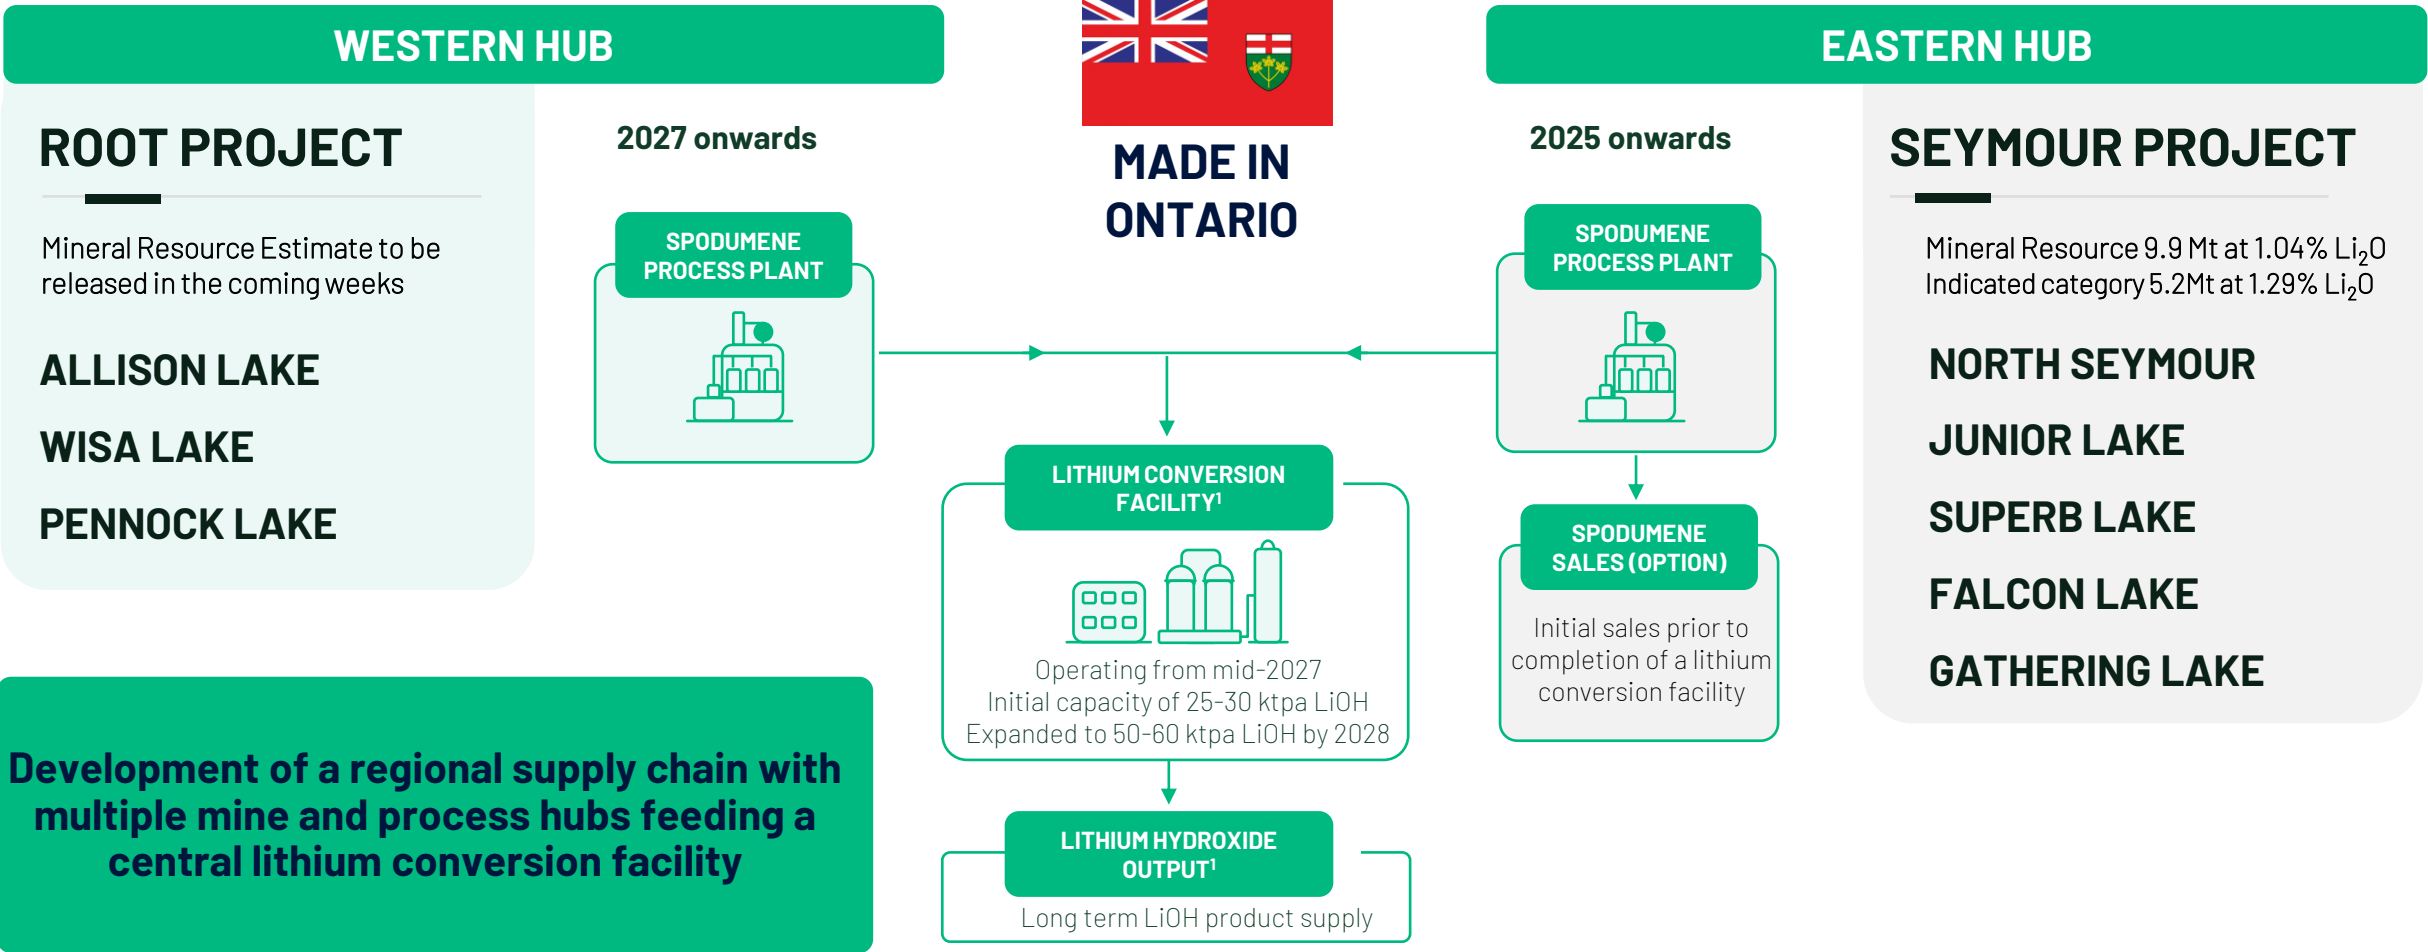 WESTERN HUB
ROOT PROJECT
Mineral Resource Estimate to be
released in the coming weeks
ALLISON LAKE
WISA LAKE
PENNOCK LAKE
2027 onwards
SPODUMENE
PROCESS PLANT
MADE IN
ONTARIO
EASTERN HUB
2025 onwards
SPODUMENE
PROCESS PLANT
SEYMOUR PROJECT
Mineral Resource 9.9 Mt at 1.04% Li₂O
Indicated category 5.2Mt at 1.29% Li₂O
NORTH SEYMOUR
JUNIOR LAKE
SUPERB LAKE
FALCON LAKE
GATHERING LAKE
LITHIUM CONVERSION
FACILITY¹
Operating from mid-2027
Initial capacity of 25-30 ktpa LiOH
Expanded to 50-60 ktpa LiOH by 2028
SPODUMENE
SALES (OPTION)
Initial sales prior to
completion of a lithium
conversion facility
LITHIUM HYDROXIDE
OUTPUT¹
Long term LiOH product supply
Development of a regional supply chain with
multiple mine and process hubs feeding a
central lithium conversion facility